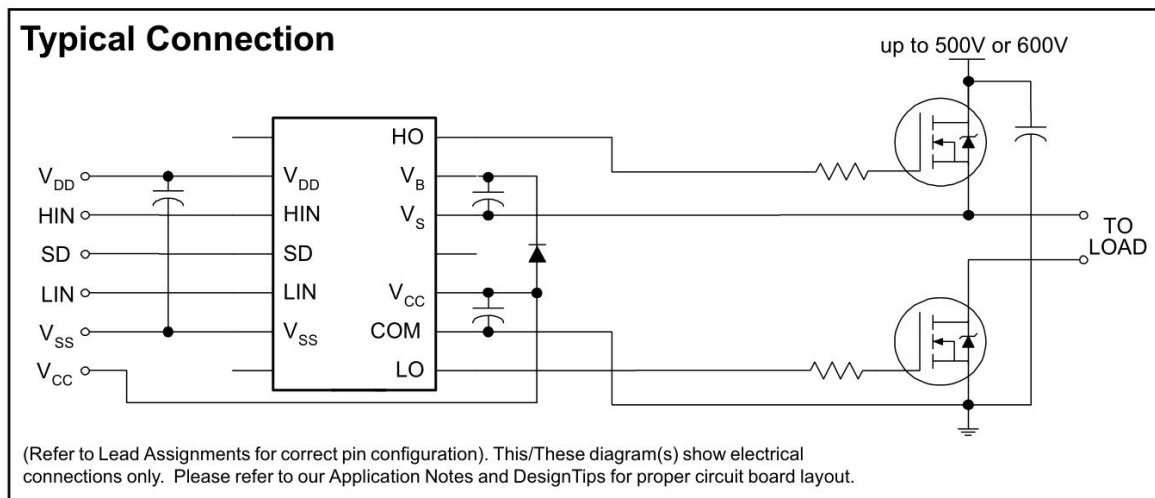 Typical Connection
up to 500V or 600V
HO
V_DD
V_DD
V_B
HIN
HIN
V_S
TO
LOAD
SD
SD
LIN
LIN
V_CC
V_SS
V_SS
COM
V_CC
LO
(Refer to Lead Assignments for correct pin configuration). This/These diagram(s) show electrical
connections only. Please refer to our Application Notes and DesignTips for proper circuit board layout.